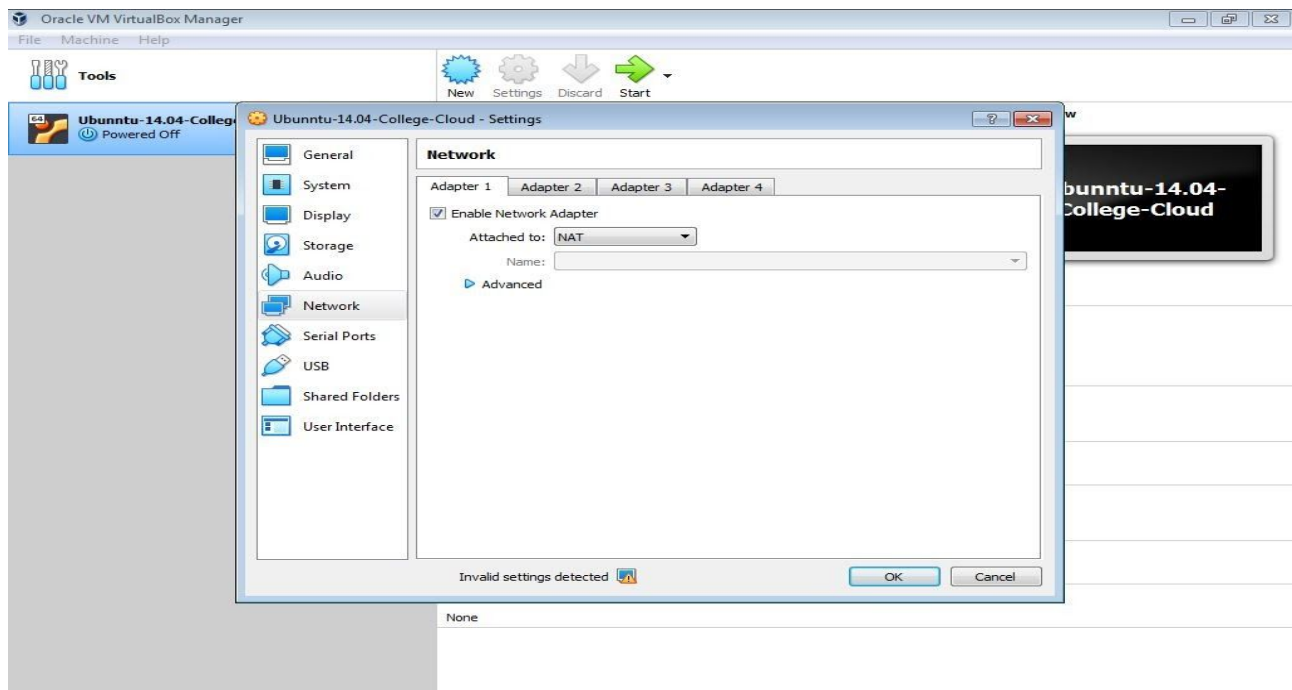 Oracle VM VirtualBox Manager
File Machine Help
Tools
New Settings Discard Start
64
Ubunntu-14.04-Colleg
Powered Off
Ubunntu-14.04-College-Cloud - Settings
w
General
System
Display
Storage
Audio
Network
Serial Ports
USB
Shared Folders
User Interface
Network
Adapter 1 Adapter 2 Adapter 3 Adapter 4
Enable Network Adapter
Attached to: NAT
Name:
Advanced
Invalid settings detected
OK Cancel
bunntu-14.04-
College-Cloud
None